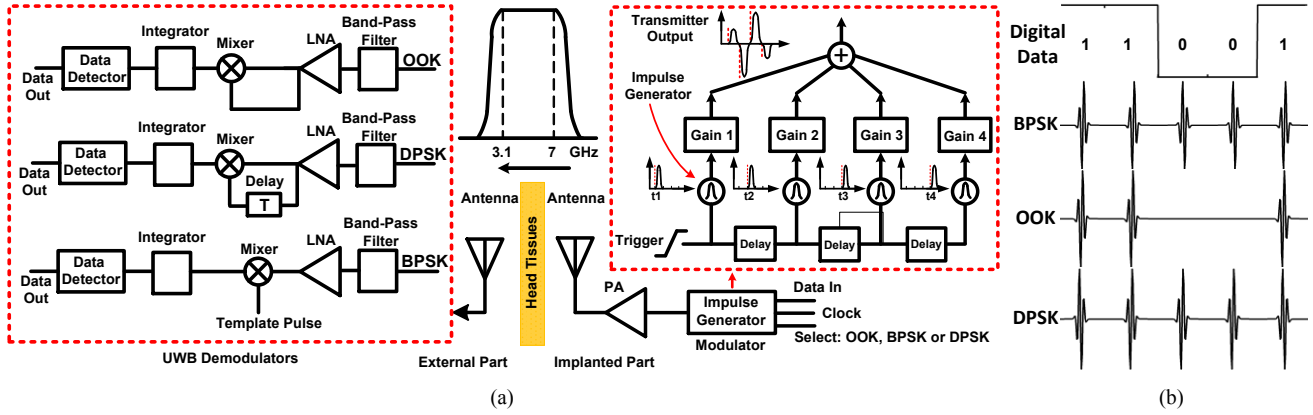 Integrator
Mixer
LNA
Band-Pass
Filter
OOK
Data
Detector
Data
Out
Integrator
Mixer
LNA
Band-Pass
Filter
DPSK
Data
Detector
Data
Out
Delay
T
Integrator
Mixer
LNA
Band-Pass
Filter
BPSK
Data
Detector
Data
Out
Template Pulse
UWB Demodulators
3.1
7
GHz
Antenna
Antenna
Head Tissues
External Part
Implanted Part
PA
Transmitter
Output
+
Impulse
Generator
Gain 1
Gain 2
Gain 3
Gain 4
t1
t2
t3
t4
Trigger
Delay
Delay
Delay
Impulse
Generator
Modulator
Data In
Clock
Select: OOK, BPSK or DPSK
(a)
Digital
Data
1 1 0 0 1
BPSK
OOK
DPSK
(b)